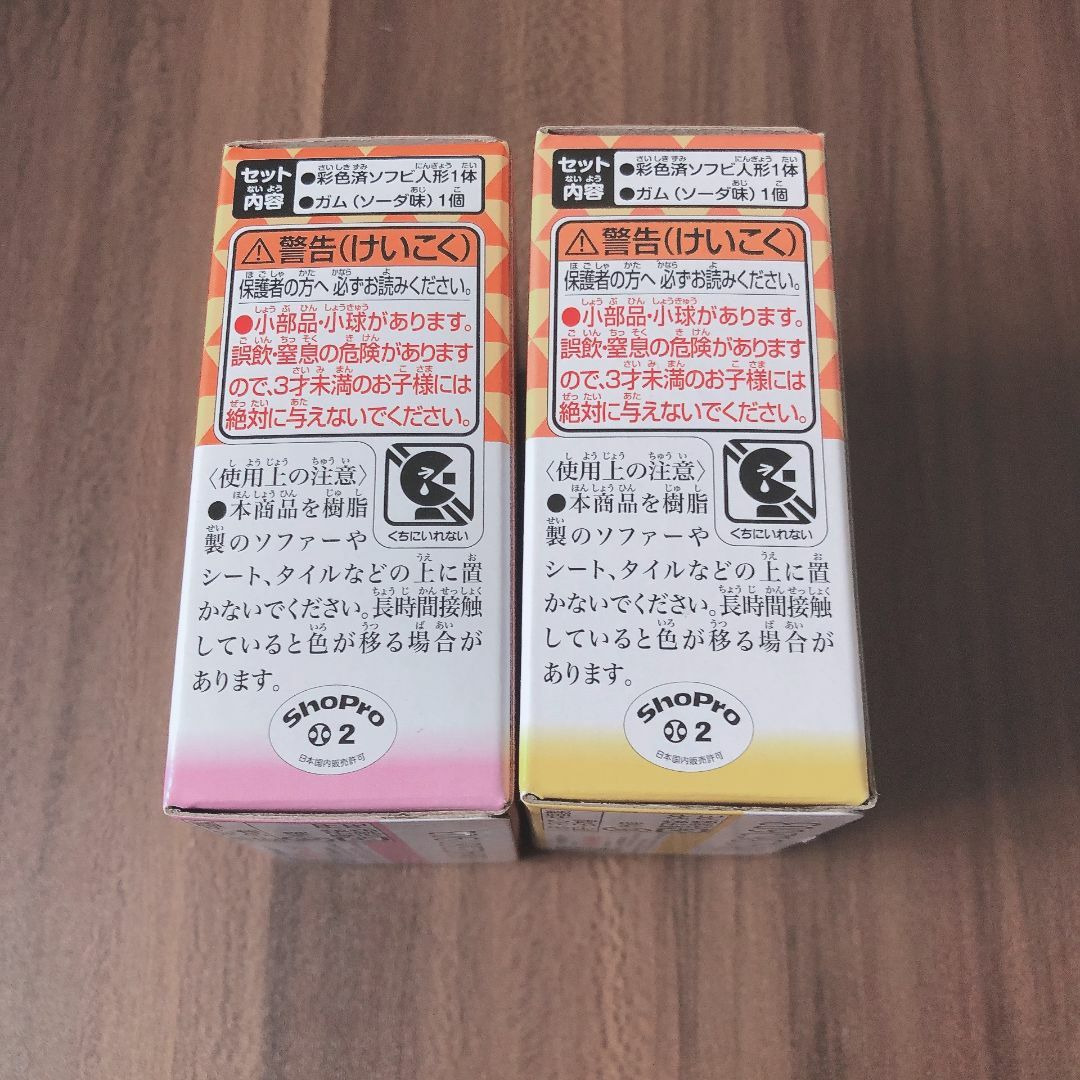 セット内容
●彩色済ソフビ人形1体
●ガム(ソーダ味)1個
警告(けいこく)
保護者の方へ 必ずお読みください。
●小部品・小球があります。
誤飲・窒息の危険があります
ので、3才未満のお子様には
絶対に与えないでください。
〈使用上の注意〉
●本商品を樹脂
製のソファーや
シート、タイルなどの上に置
かないでください。長時間接触
していると色が移る場合が
あります。
くちにいれない
ShoPro
2
日本国内販売許可
セット内容
●彩色済ソフビ人形1体
●ガム(ソーダ味)1個
警告(けいこく)
保護者の方へ 必ずお読みください。
●小部品・小球があります。
誤飲・窒息の危険があります
ので、3才未満のお子様には
絶対に与えないでください。
〈使用上の注意〉
●本商品を樹脂
製のソファーや
シート、タイルなどの上に置
かないでください。長時間接触
していると色が移る場合が
あります。
くちにいれない
ShoPro
2
日本国内販売許可